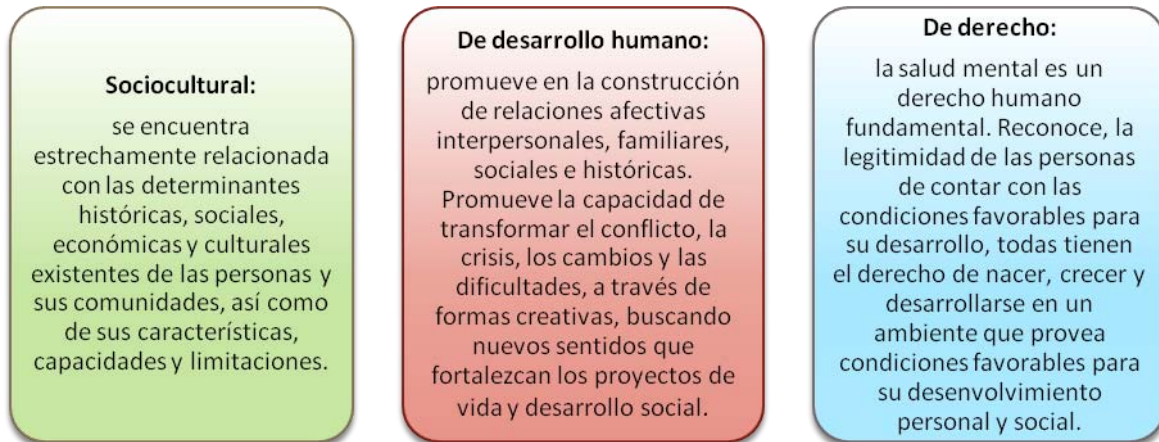 Sociocultural:
se encuentra
estrechamente relacionada
con las determinantes
históricas, sociales,
económicas y culturales
existentes de las personas y
sus comunidades, así como
de sus características,
capacidades y limitaciones.
De desarrollo humano:
promueve en la construcción
de relaciones afectivas
interpersonales, familiares,
sociales e históricas.
Promueve la capacidad de
transformar el conflicto, la
crisis, los cambios y las
dificultades, a través de
formas creativas, buscando
nuevos sentidos que
fortalezcan los proyectos de
vida y desarrollo social.
De derecho:
la salud mental es un
derecho humano
fundamental. Reconoce, la
legitimidad de las personas
de contar con las
condiciones favorables para
su desarrollo, todas tienen
el derecho de nacer, crecer y
desarrollarse en un
ambiente que provea
condiciones favorables para
su desenvolvimiento
personal y social.